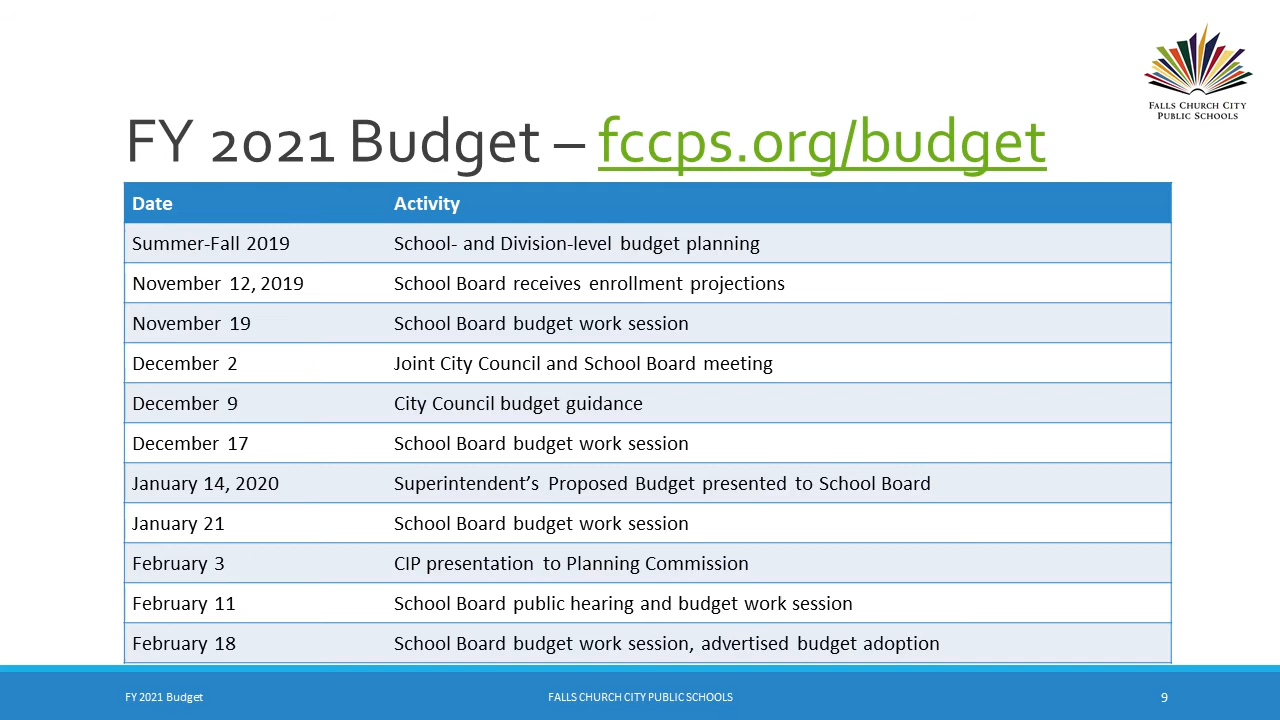 FALLS CHURCH CITY
PUBLIC SCHOOLS
FY 2021 Budget – fccps.org/budget
Date Activity
Summer-Fall 2019 School- and Division-level budget planning
November 12, 2019 School Board receives enrollment projections
November 19 School Board budget work session
December 2 Joint City Council and School Board meeting
December 9 City Council budget guidance
December 17 School Board budget work session
January 14, 2020 Superintendent’s Proposed Budget presented to School Board
January 21 School Board budget work session
February 3 CIP presentation to Planning Commission
February 11 School Board public hearing and budget work session
February 18 School Board budget work session, advertised budget adoption
FY 2021 Budget FALLS CHURCH CITY PUBLIC SCHOOLS 9